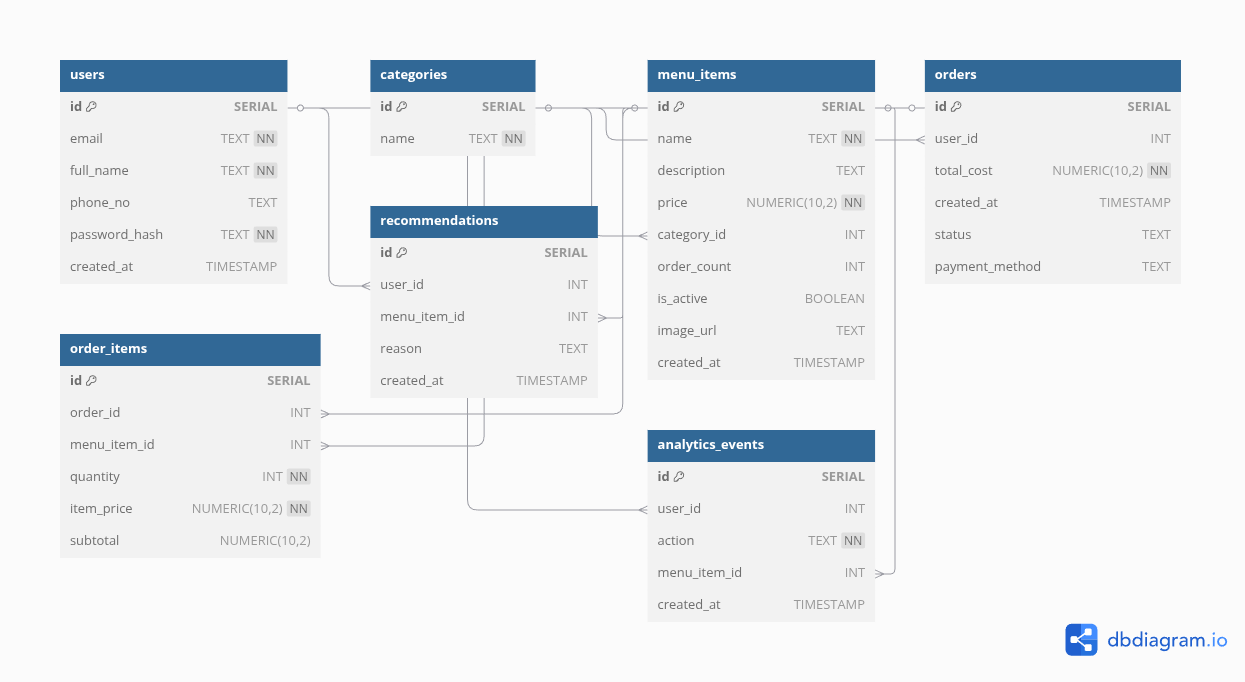 users
id SERIAL
email TEXT NN
full_name TEXT NN
phone_no TEXT
password_hash TEXT NN
created_at TIMESTAMP
categories
id SERIAL
name TEXT NN
menu_items
id SERIAL
name TEXT NN
description TEXT
price NUMERIC(10,2) NN
category_id INT
order_count INT
is_active BOOLEAN
image_url TEXT
created_at TIMESTAMP
orders
id SERIAL
user_id INT
total_cost NUMERIC(10,2) NN
created_at TIMESTAMP
status TEXT
payment_method TEXT
recommendations
id SERIAL
user_id INT
menu_item_id INT
reason TEXT
created_at TIMESTAMP
order_items
id SERIAL
order_id INT
menu_item_id INT
quantity INT NN
item_price NUMERIC(10,2) NN
subtotal NUMERIC(10,2)
analytics_events
id SERIAL
user_id INT
action TEXT NN
menu_item_id INT
created_at TIMESTAMP
dbdiagram.io